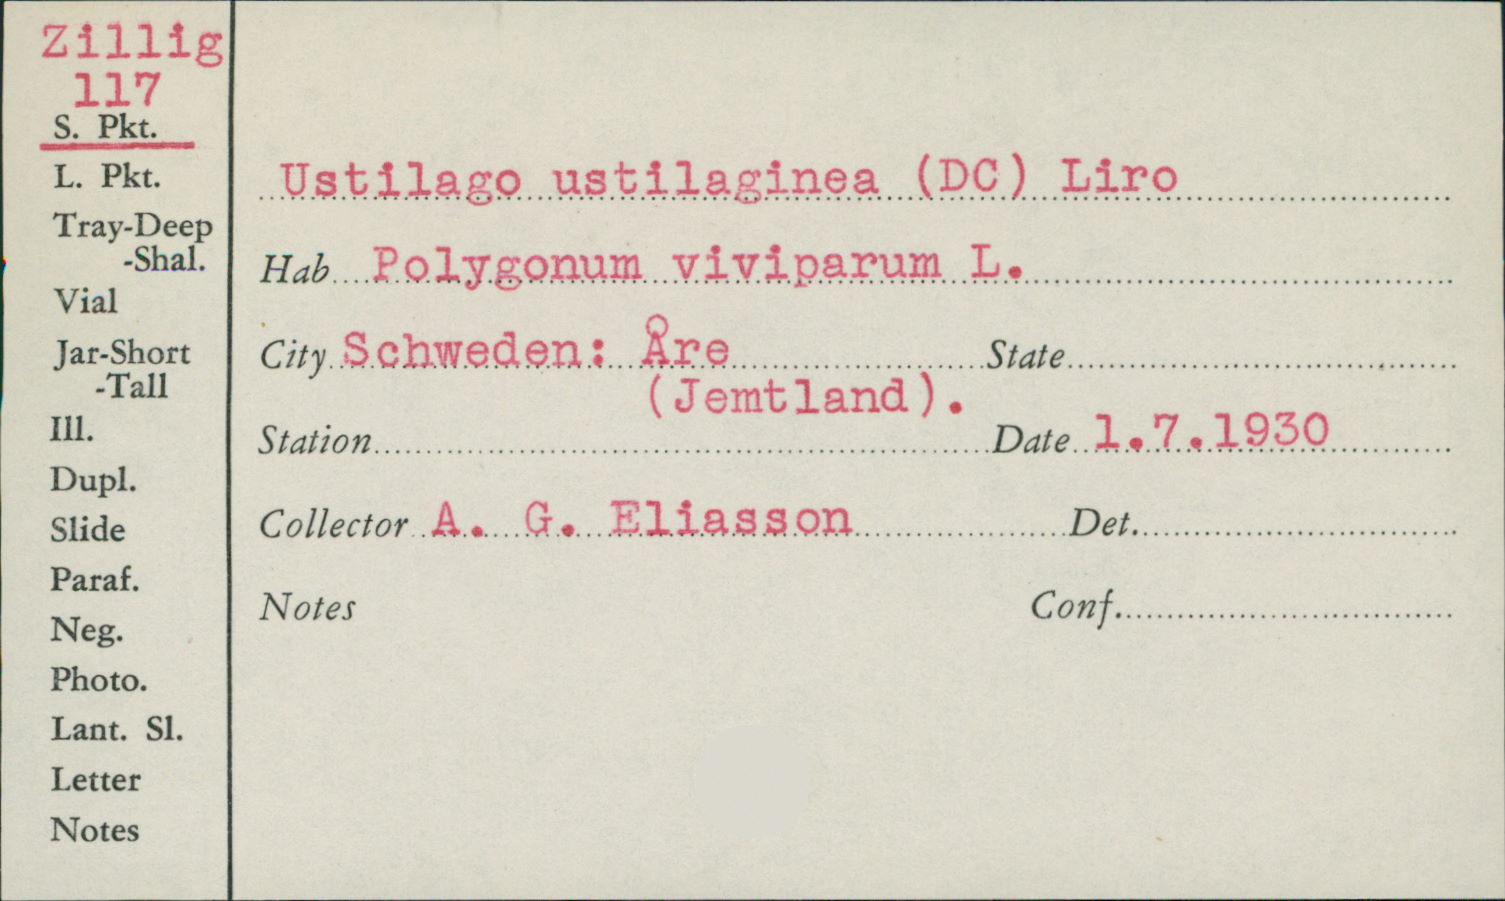 Zillig
117
S. Pkt.
L. Pkt.
Tray-Deep
-Shal.
Vial
Jar-Short
-Tall
Ill.
Dupl.
Slide
Paraf.
Neg.
Photo.
Lant. Sl.
Letter
Notes
Ustilago ustilaginea (DC) Liro
Hab Polygonum viviparum L.
City Schweden: Åre State
(Jemtland).
Station Date 1.7.1930
Collector A. G. Eliasson Det.
Notes Conf.